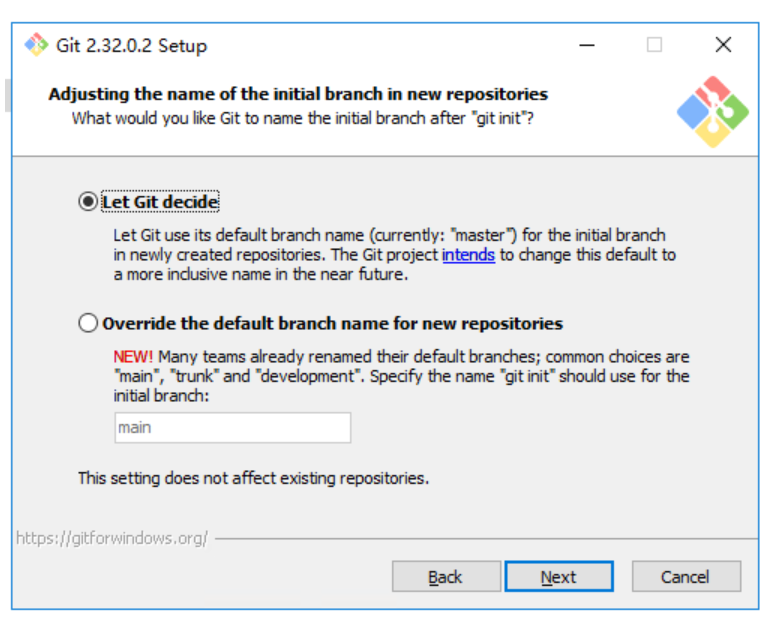 Git 2.32.0.2 Setup
Adjusting the name of the initial branch in new repositories
What would you like Git to name the initial branch after "git init"?
Let Git decide
Let Git use its default branch name (currently: "master") for the initial branch
in newly created repositories. The Git project intends to change this default to
a more inclusive name in the near future.
Override the default branch name for new repositories
NEW! Many teams already renamed their default branches; common choices are
"main", "trunk" and "development". Specify the name "git init" should use for the
initial branch:
main
This setting does not affect existing repositories.
https://gitforwindows.org/
Back Next Cancel